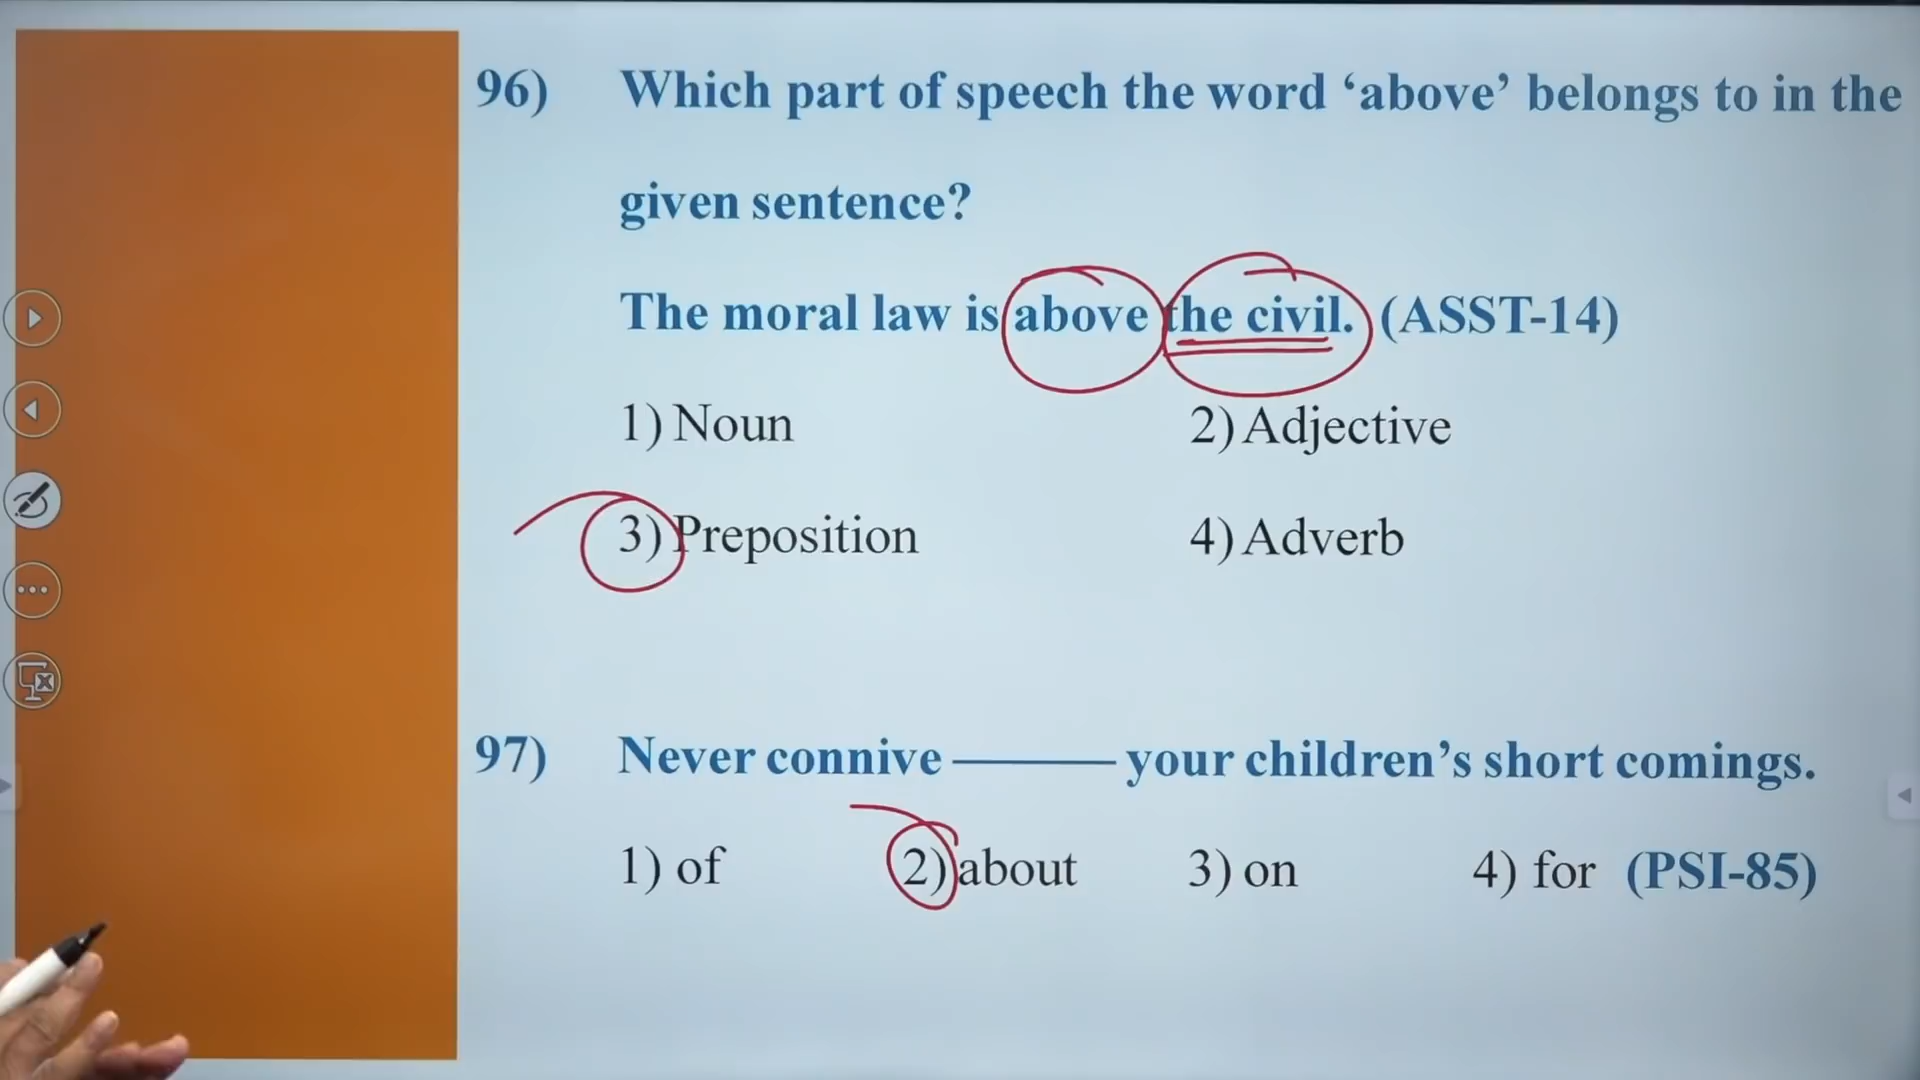 96) Which part of speech the word ‘above’ belongs to in the
given sentence?
The moral law is above the civil. (ASST-14)
1) Noun 2) Adjective
3) Preposition 4) Adverb
97) Never connive ——— your children’s short comings.
1) of 2) about 3) on 4) for (PSI-85)